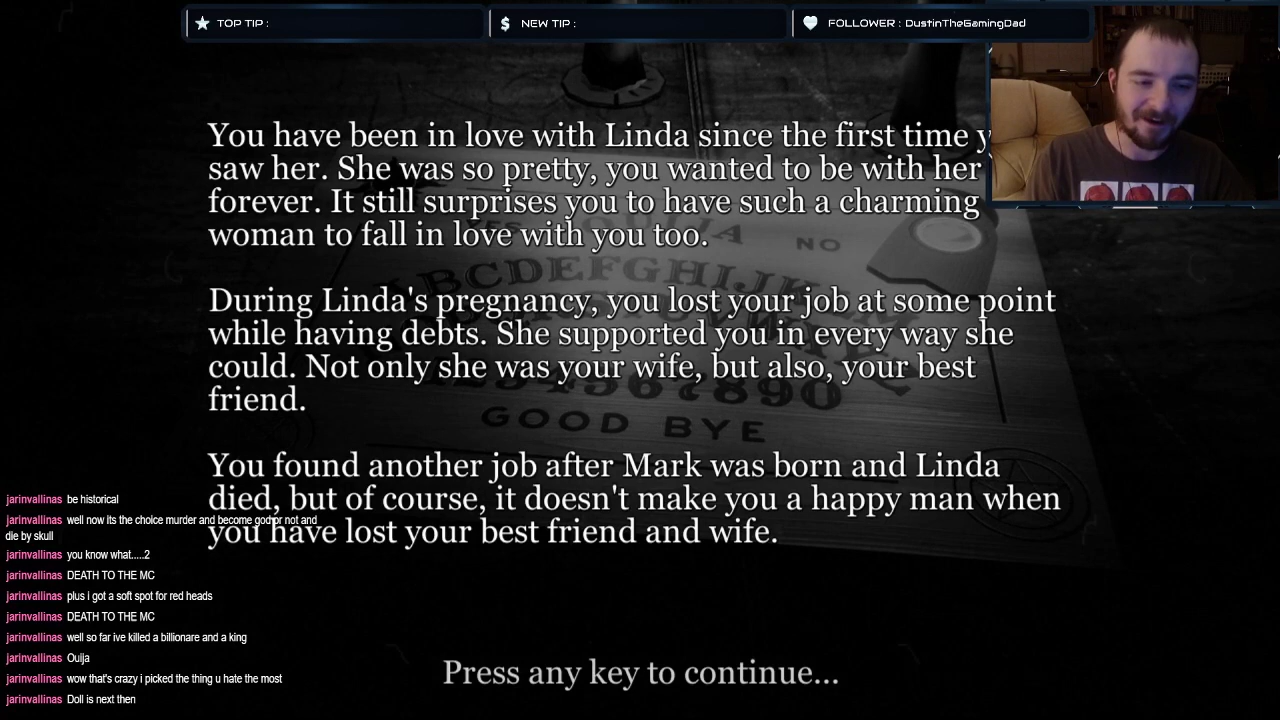 TOP TIP :
NEW TIP :
FOLLOWER : DustinTheGamingDad
You have been in love with Linda since the first time
saw her. She was so pretty, you wanted to be with her
forever. It still surprises you to have such a charming
woman to fall in love with you too.
During Linda's pregnancy, you lost your job at some point
while having debts. She supported you in every way she
could. Not only she was your wife, but also, your best
friend.
You found another job after Mark was born and Linda
died, but of course, it doesn't make you a happy man when
you have lost your best friend and wife.
NO
GOOD BYE
Press any key to continue...
jarinvallinas be historical
jarinvallinas well now its the choice murder and become god or not and
die by skull
jarinvallinas you know what.....2
jarinvallinas DEATH TO THE MC
jarinvallinas plus i got a soft spot for red heads
jarinvallinas DEATH TO THE MC
jarinvallinas well so far ive killed a billionare and a king
jarinvallinas Ouija
jarinvallinas wow that's crazy i picked the thing u hate the most
jarinvallinas Doll is next then